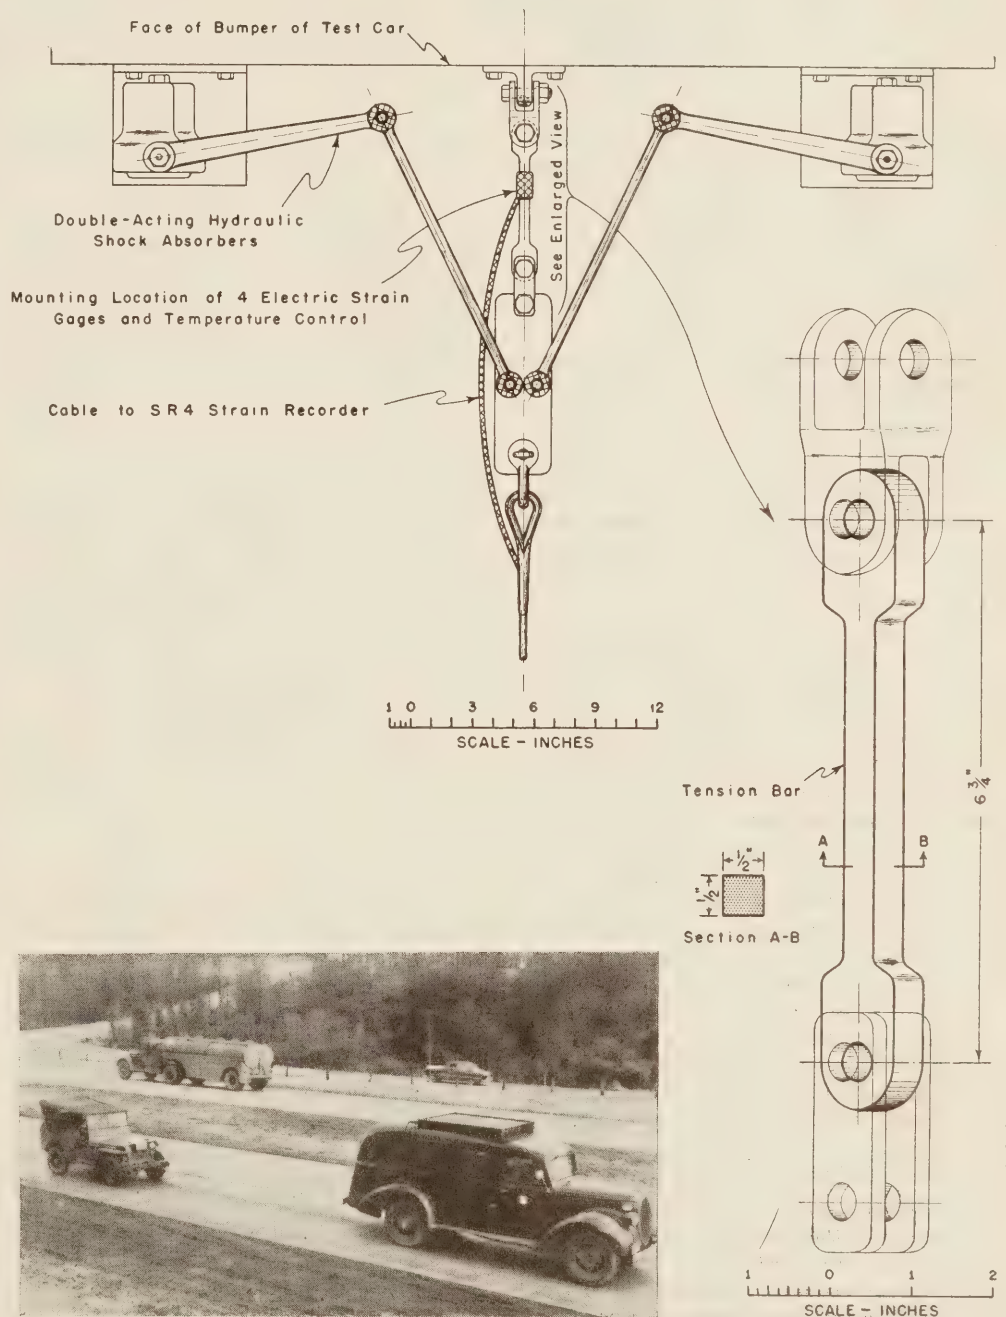 Face of Bumper of Test Car
Double-Acting Hydraulic
Shock Absorbers
See Enlarged View
Mounting Location of 4 Electric Strain
Gages and Temperature Control
Cable to SR4 Strain Recorder
1 0 3 6 9 12
SCALE - INCHES
Tension Bar
6 3/4"
A B
1/2"
1/2"
Section A-B
1 0 1 2
SCALE - INCHES